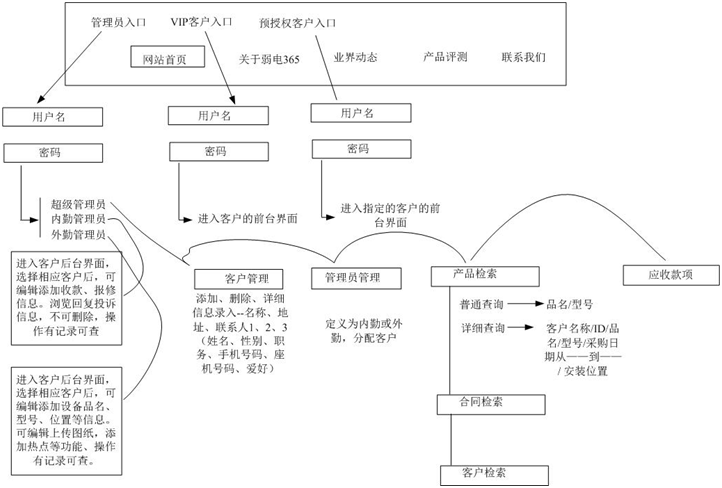 管理员入口 VIP客户入口 预授权客户入口
网站首页 关于弱电365 业界动态 产品评测 联系我们
用户名 用户名 用户名
密码 密码 密码
超级管理员
内勤管理员
外勤管理员
进入客户的前台界面
进入指定的客户的前
台界面
进入客户后台界面,
选择相应客户后,可
编辑添加收款、报修
信息。浏览回复投诉
信息,不可删除,操
作有记录可查
客户管理 管理员管理 产品检索 应收款项
添加、删除、详细
信息录入--名称、地
址、联系人1、2、3
(姓名、性别、职
务、手机号码、座
机号码、爱好)
定义为内勤或外
勤,分配客户
普通查询 品名/型号
详细查询 客户名称/ID/品
名/型号/采购日
期从——到——
/安装位置
进入客户后台界面,
选择相应客户后,可
编辑添加设备品名、
型号、位置等信息。
可编辑上传图纸,添
加热点等功能、操作
有记录可查。
合同检索
客户检索